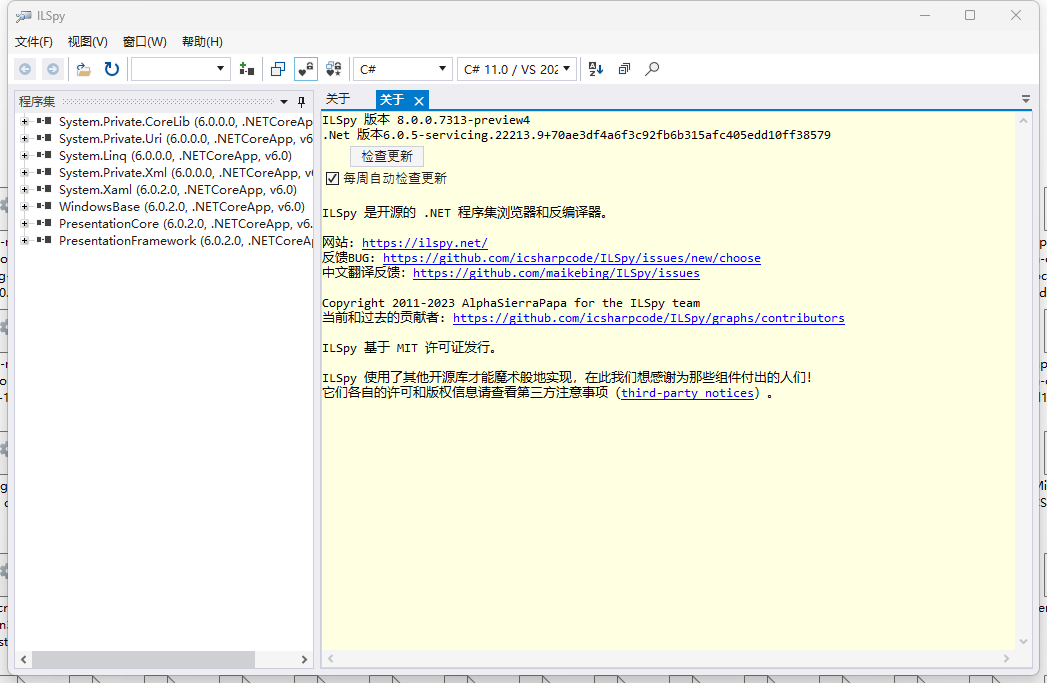 ILSpy
文件(F) 视图(V) 窗口(W) 帮助(H)
C# C# 11.0 / VS 202
程序集
System.Private.CoreLib (6.0.0.0, .NETCoreAp
System.Private.Uri (6.0.0.0, .NETCoreApp, v6
System.Linq (6.0.0.0, .NETCoreApp, v6.0)
System.Private.Xml (6.0.0.0, .NETCoreApp, v
System.Xaml (6.0.2.0, .NETCoreApp, v6.0)
WindowsBase (6.0.2.0, .NETCoreApp, v6.0)
PresentationCore (6.0.2.0, .NETCoreApp, v6.
PresentationFramework (6.0.2.0, .NETCoreA
关于 关于
ILSpy 版本 8.0.0.7313-preview4
.Net 版本6.0.5-servicing.22213.9+70ae3df4a6f3c92fb6b315afc405edd10ff38579
检查更新
每周自动检查更新
ILSpy 是开源的 .NET 程序集浏览器和反编译器。
网站: https://ilspy.net/
反馈BUG: https://github.com/icsharpcode/ILSpy/issues/new/choose
中文翻译反馈: https://github.com/maikebing/ILSpy/issues
Copyright 2011-2023 AlphaSierraPapa for the ILSpy team
当前和过去的贡献者: https://github.com/icsharpcode/ILSpy/graphs/contributors
ILSpy 基于 MIT 许可证发行。
ILSpy 使用了其他开源库才能魔术般地实现，在此我们想感谢为那些组件付出的人们！
它们各自的许可和版权信息请查看第三方注意事项 (third-party notices) 。